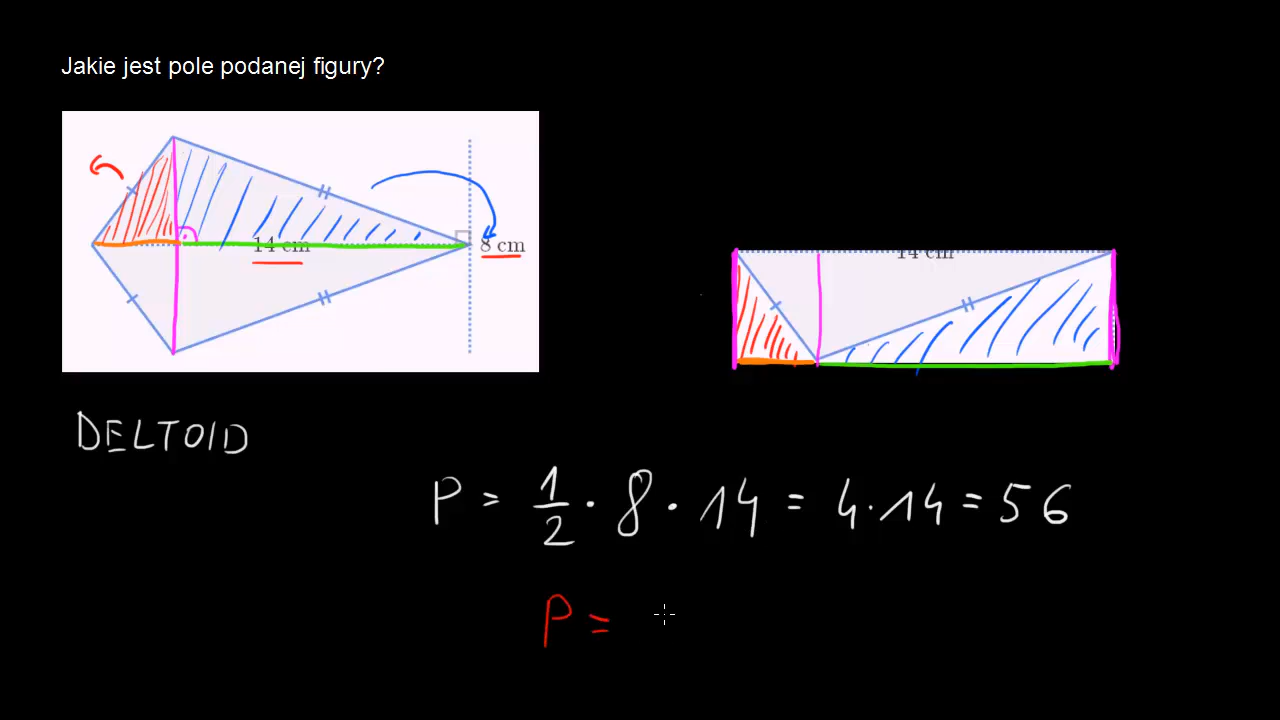 Jakie jest pole podanej figury?
14 cm
8 cm
14 cm
DELTOID
P = 1/2 · 8 · 14 = 4 · 14 = 56
P =